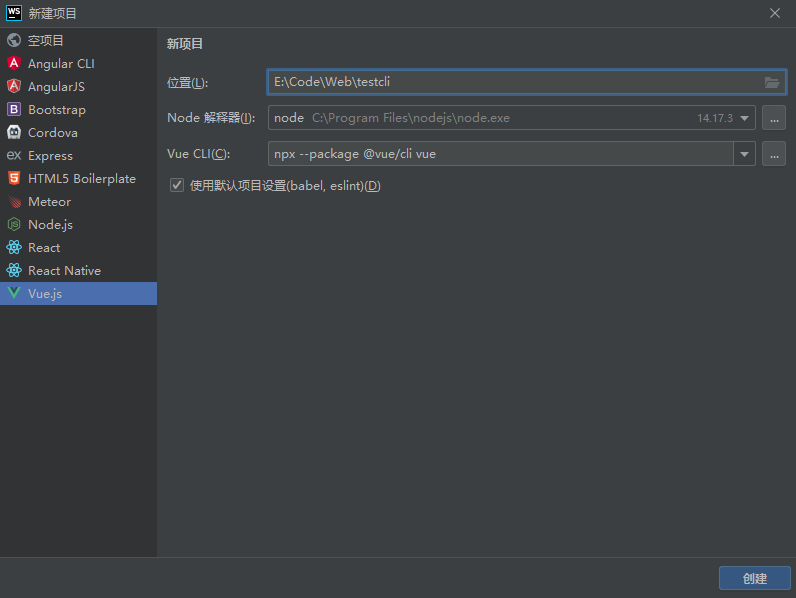 WS 新建项目
空项目
Angular CLI
AngularJS
B Bootstrap
Cordova
ex Express
HTML5 Boilerplate
Meteor
Node.js
React
React Native
Vue.js
新项目
位置(L): E:\Code\Web\testcli
Node 解释器(I): node C:\Program Files\nodejs\node.exe 14.17.3 ...
Vue CLI(C): npx --package @vue/cli vue ...
使用默认项目设置(babel, eslint)(D)
创建